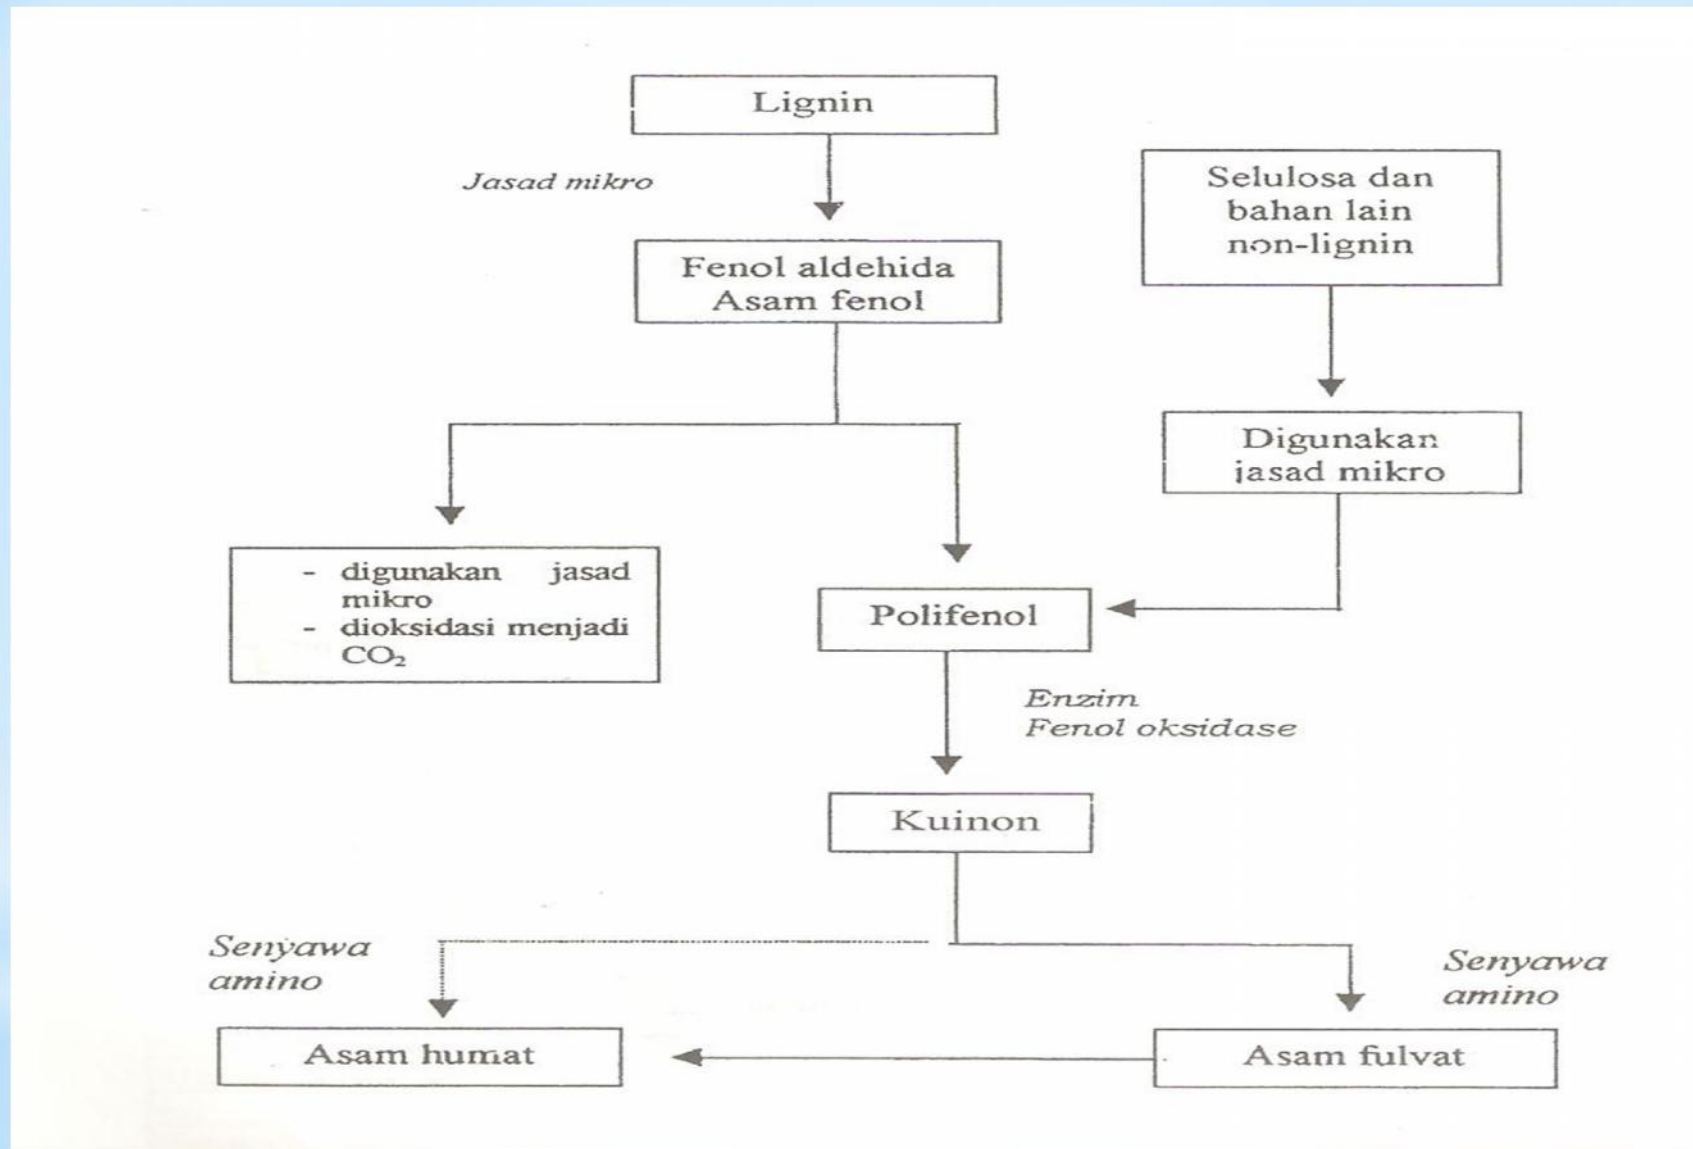 Lignin
Jasad mikro
Selulosa dan
bahan lain
non-lignin
Fenol aldehida
Asam fenol
Digunakan
jasad mikro
- digunakan jasad
mikro
- dioksidasi menjadi
CO₂
Polifenol
Enzim
Fenol oksidase
Kuinon
Senyawa
amino
Senyawa
amino
Asam humat
Asam fulvat